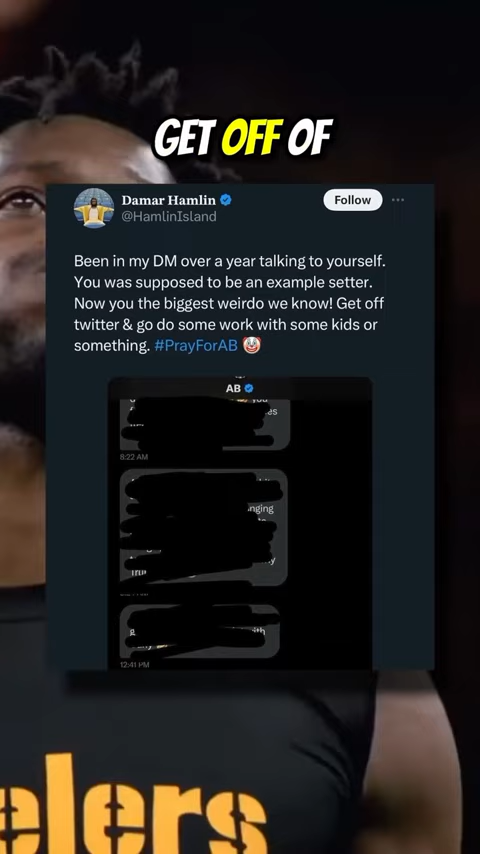 GET OFF OF
Damar Hamlin
@HamlinIsland
Follow
Been in my DM over a year talking to yourself.
You was supposed to be an example setter.
Now you the biggest weirdo we know! Get off
twitter & go do some work with some kids or
something. #PrayForAB 🤡
AB
8:22 AM
12:41 PM
elers